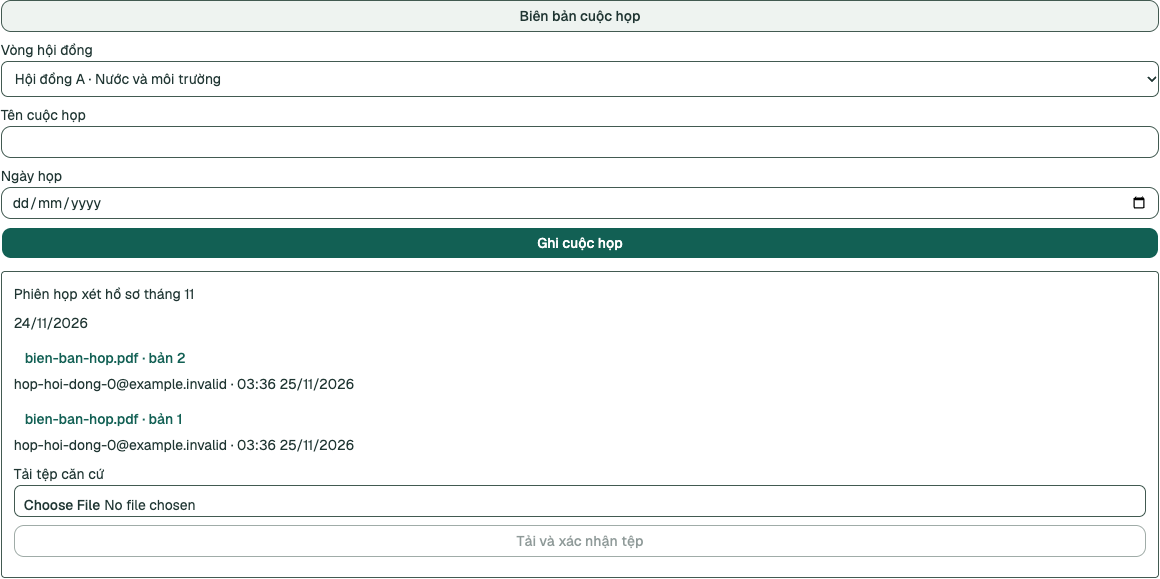 Biên bản cuộc họp
Vòng hội đồng
Hội đồng A · Nước và môi trường
Tên cuộc họp
Ngày họp
dd/mm/yyyy
Ghi cuộc họp
Phiên họp xét hồ sơ tháng 11
24/11/2026
bien-ban-hop.pdf · bản 2
hop-hoi-dong-0@example.invalid · 03:36 25/11/2026
bien-ban-hop.pdf · bản 1
hop-hoi-dong-0@example.invalid · 03:36 25/11/2026
Tải tệp căn cứ
Choose File No file chosen
Tải và xác nhận tệp